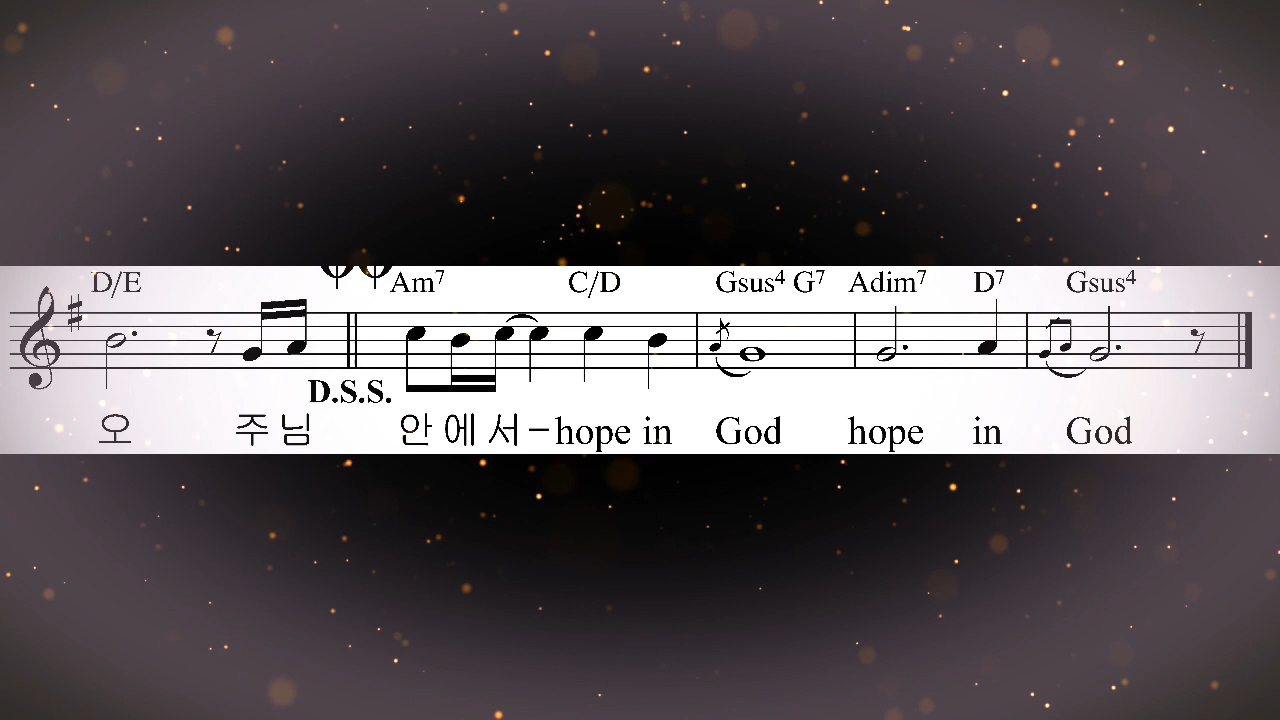 D/E Am7 C/D Gsus4 G7 Adim7 D7 Gsus4
D.S.S.
오 주님 안에서-hope in God hope in God